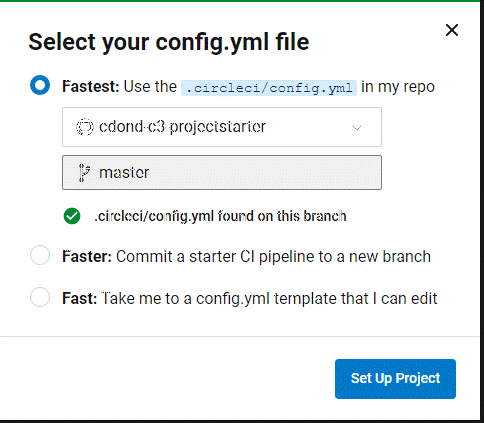 Select your config.yml file
Fastest: Use the .circleci/config.yml in my repo
cdond-c3-projectstarter
master
.circleci/config.yml found on this branch
Faster: Commit a starter CI pipeline to a new branch
Fast: Take me to a config.yml template that I can edit
Set Up Project